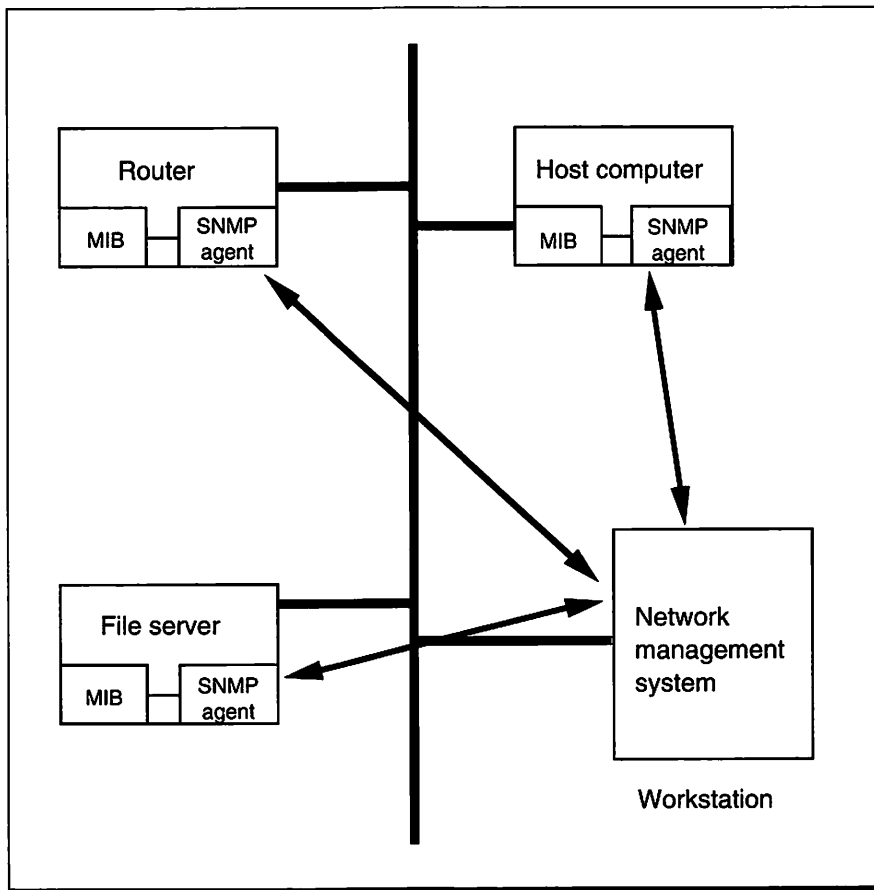 Router
MIB
SNMP
agent
Host computer
MIB
SNMP
agent
File server
MIB
SNMP
agent
Network
management
system
Workstation